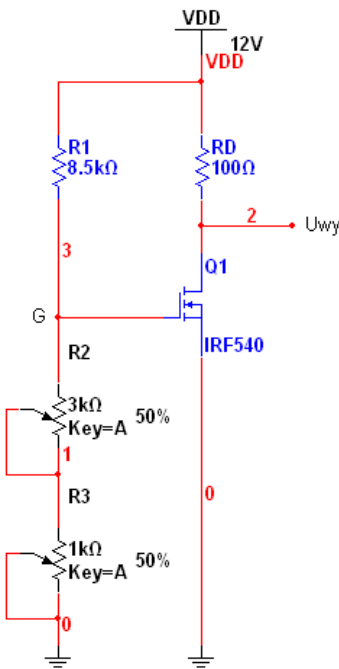 VDD
12V
VDD
R1
8.5kΩ
RD
100Ω
2
Uwy
3
Q1
G
IRF540
R2
3kΩ
50%
Key=A
1
R3
0
1kΩ
50%
Key=A
0